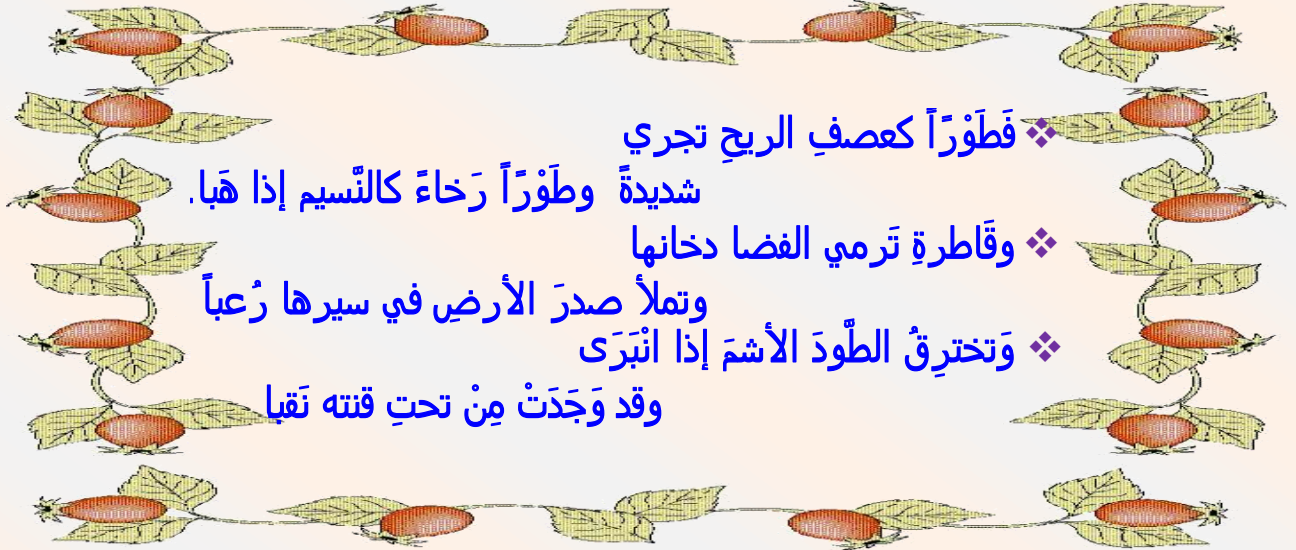 ❖ فَطَوْرًاً كعصفِ الريحِ تجري
شديدةً وطَوْرًاً رَخاءً كالنَّسيم إذا هَبا.
❖ وقَاطرةِ تَرمي الفضا دخانها
وتملأ صدرَ الأرضِ في سيرها رُعباً
❖ وَتخترِقُ الطَّودَ الأشمَ إذا انْبَرَى
وقد وَجَدَتْ مِنْ تحتِ قنته نَقبا